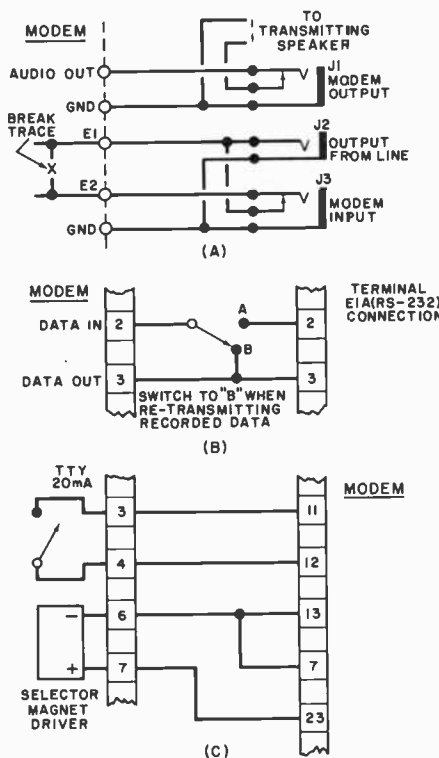 MODEM
TO
TRANSMITTING
SPEAKER
AUDIO OUT
J1
MODEM
OUTPUT
GND
BREAK
TRACE
E1
J2
OUTPUT
FROM LINE
X
E2
J3
MODEM
INPUT
GND
(A)
MODEM
TERMINAL
EIA(RS-232)
CONNECTION
DATA IN
2
A
2
B
DATA OUT
3
3
SWITCH TO "B" WHEN
RE-TRANSMITTING
RECORDED DATA
(B)
TTY
20mA
MODEM
3
11
4
12
6
13
7
7
23
-
+
SELECTOR
MAGNET
DRIVER
(C)